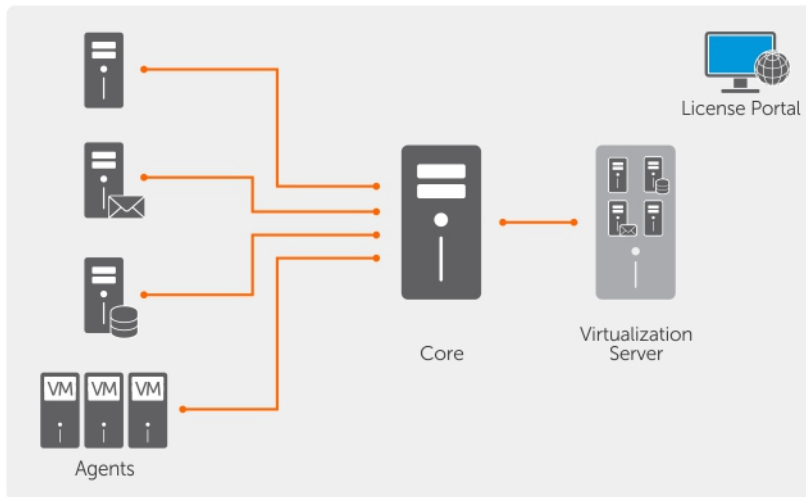 License Portal
Core
Virtualization
Server
VM VM VM
Agents